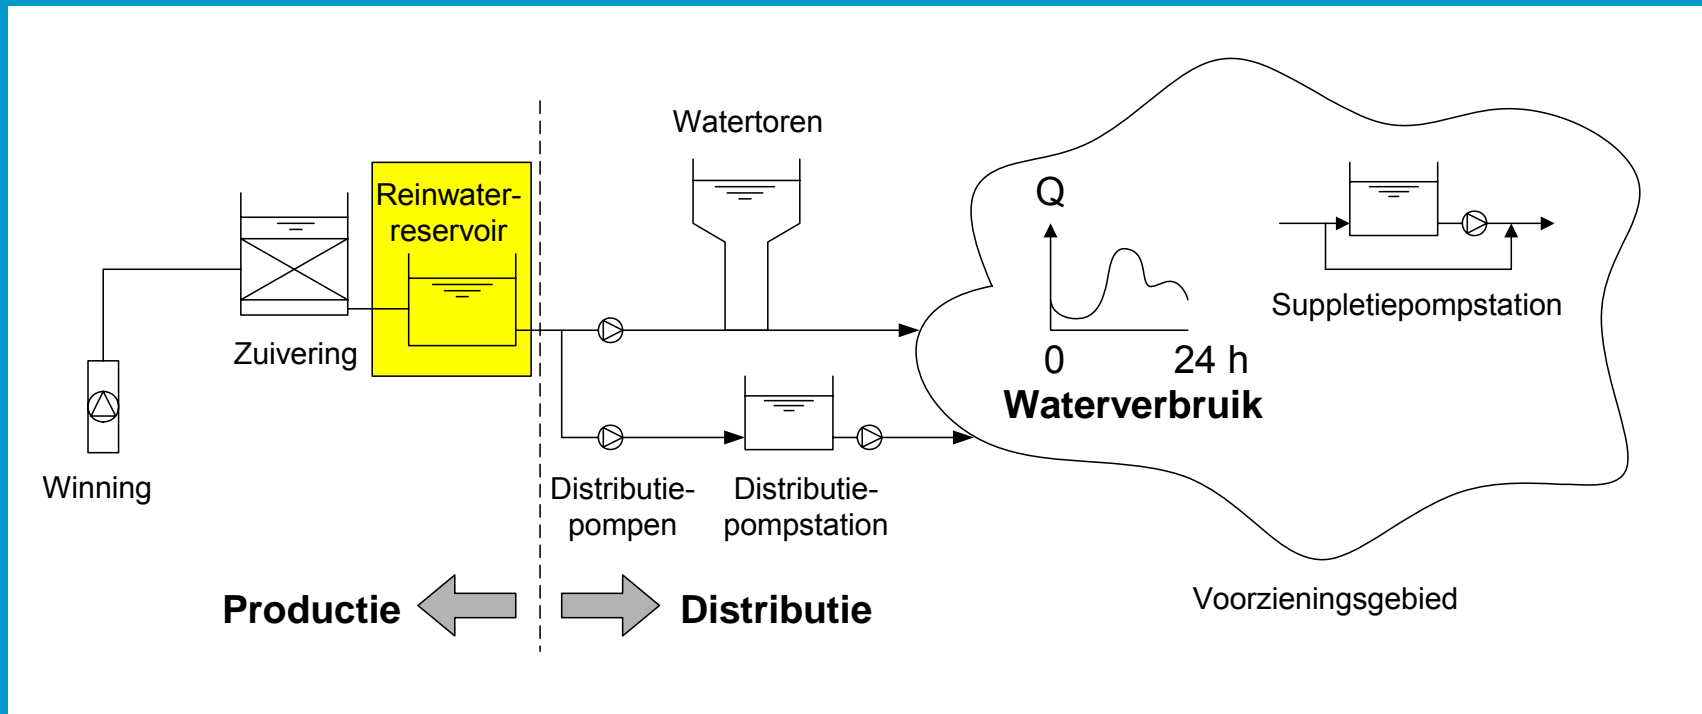 Watertoren
Reinwater-
reservoir
Q
Suppletiepompstation
Zuivering
0
24 h
Waterverbruik
Winning
Distributie-
pompen
Distributie-
pompstation
Productie
Distributie
Voorzieningsgebied